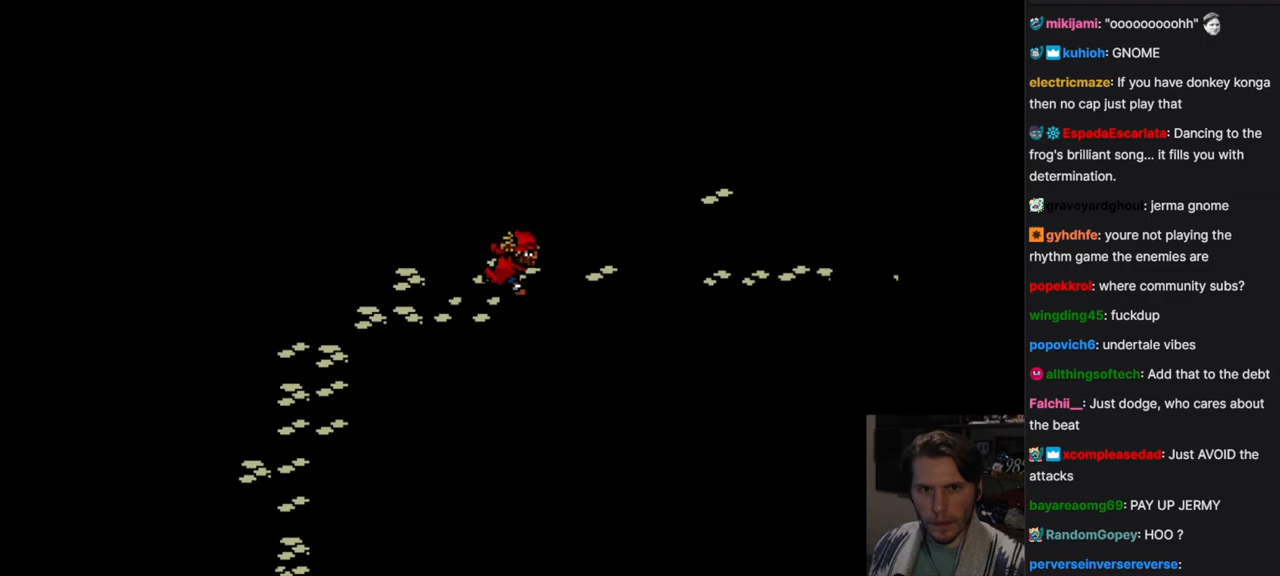 mikijami: "ooooooooohh"
kuhioh: GNOME
electricmaze: If you have donkey konga
then no cap just play that
EspadaEscarlata: Dancing to the
frog's brilliant song... it fills you with
determination.
graveyardghoul: jerma gnome
gyhdhfe: youre not playing the
rhythm game the enemies are
popekkrol: where community subs?
wingding45: fuckdup
popovich6: undertale vibes
allthingsoftech: Add that to the debt
Falchii__: Just dodge, who cares about
the beat
xcompleasedad: Just AVOID the
attacks
bayareaomg69: PAY UP JERMY
RandomGopey: HOO ?
perverseinversereverse: